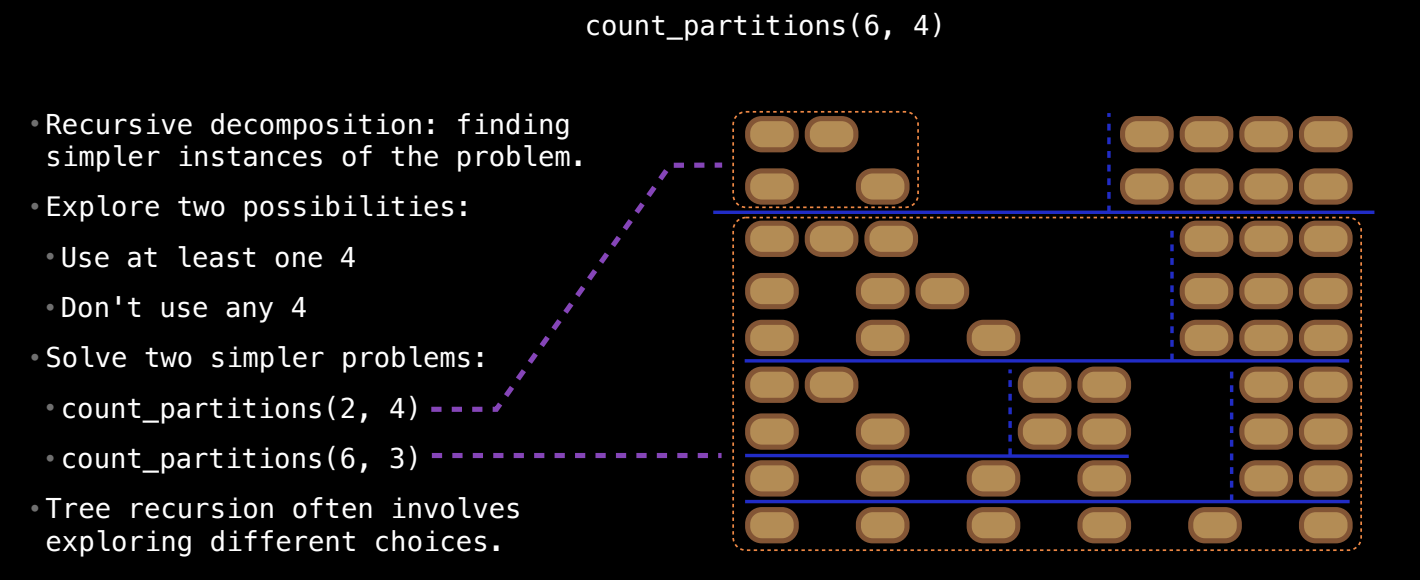 count_partitions(6, 4)
•Recursive decomposition: finding
simpler instances of the problem.
•Explore two possibilities:
•Use at least one 4
•Don't use any 4
•Solve two simpler problems:
•count_partitions(2, 4)
•count_partitions(6, 3)
•Tree recursion often involves
exploring different choices.